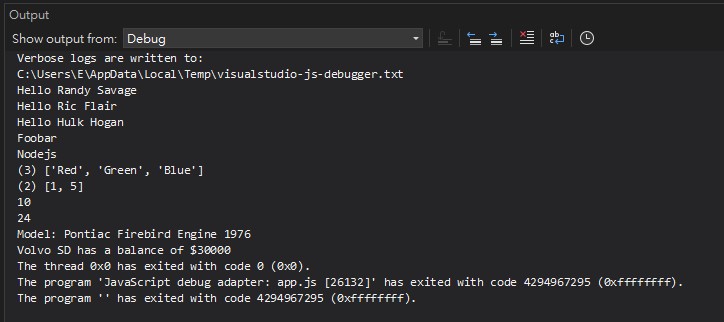 Output
Show output from: Debug
Verbose logs are written to:
C:\Users\E\AppData\Local\Temp\visualstudio-js-debugger.txt
Hello Randy Savage
Hello Ric Flair
Hello Hulk Hogan
Foobar
Nodejs
(3) ['Red', 'Green', 'Blue']
(2) [1, 5]
10
24
Model: Pontiac Firebird Engine 1976
Volvo SD has a balance of $30000
The thread 0x0 has exited with code 0 (0x0).
The program 'JavaScript debug adapter: app.js [26132]' has exited with code 4294967295 (0xffffffff).
The program '' has exited with code 4294967295 (0xffffffff).